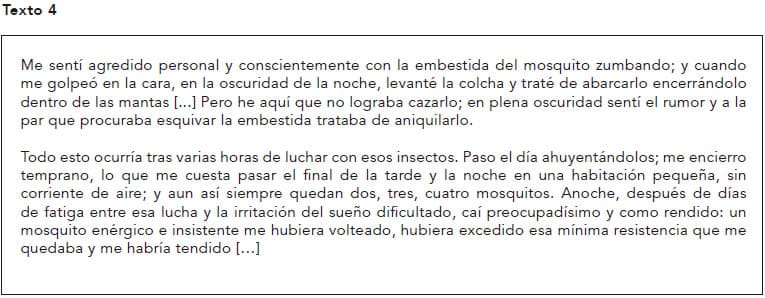 Texto 4
Me sentí agredido personal y conscientemente con la embestida del mosquito zumbando; y cuando
me golpeó en la cara, en la oscuridad de la noche, levanté la colcha y traté de abarcarlo encerrándolo
dentro de las mantas [...] Pero he aquí que no lograba cazarlo; en plena oscuridad sentí el rumor y a la
par que procuraba esquivar la embestida trataba de aniquilarlo.
Todo esto ocurría tras varias horas de luchar con esos insectos. Paso el día ahuyentándolos; me encierro
temprano, lo que me cuesta pasar el final de la tarde y la noche en una habitación pequeña, sin
corriente de aire; y aun así siempre quedan dos, tres, cuatro mosquitos. Anoche, después de días
de fatiga entre esa lucha y la irritación del sueño dificultado, caí preocupadísimo y como rendido: un
mosquito enérgico e insistente me hubiera volteado, hubiera excedido esa mínima resistencia que me
quedaba y me habría tendido [...]